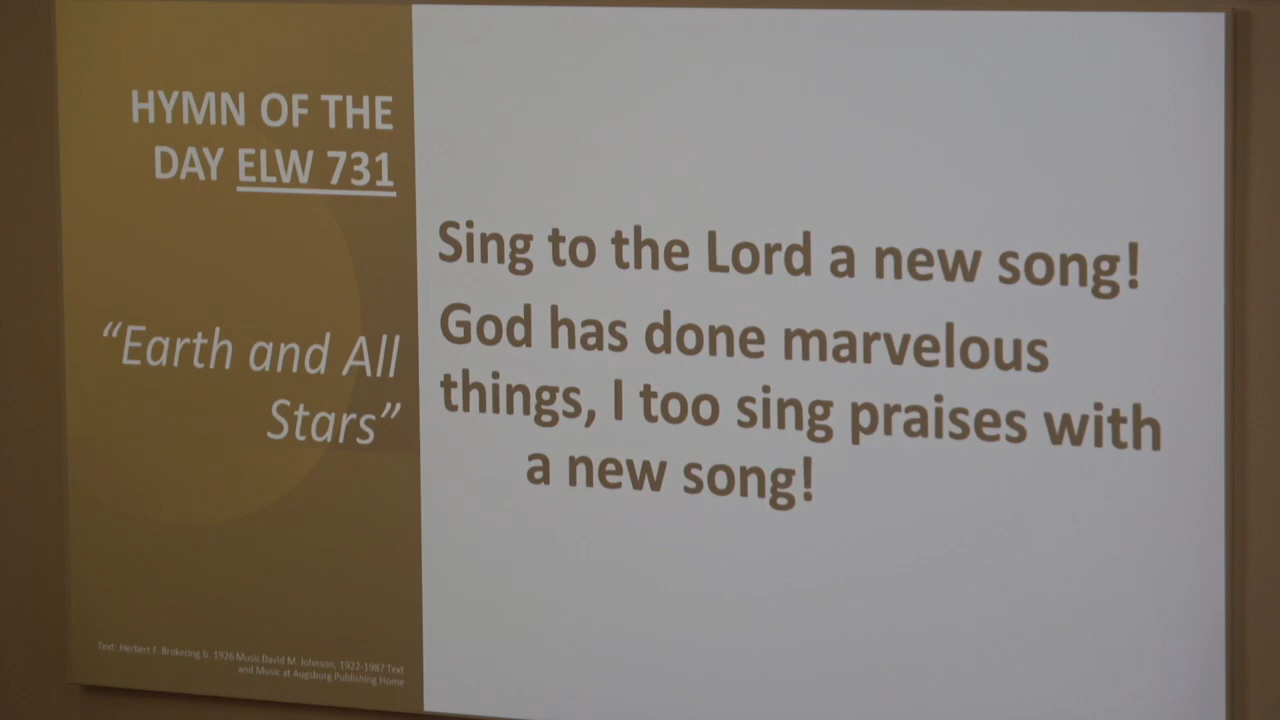 HYMN OF THE
DAY ELW 731
“Earth and All
Stars”
Text: Herbert F. Brokering b. 1926 Music David M. Johnson, 1922-1987 Text
and Music at Augsburg Publishing Home
Sing to the Lord a new song!
God has done marvelous
things, I too sing praises with
a new song!